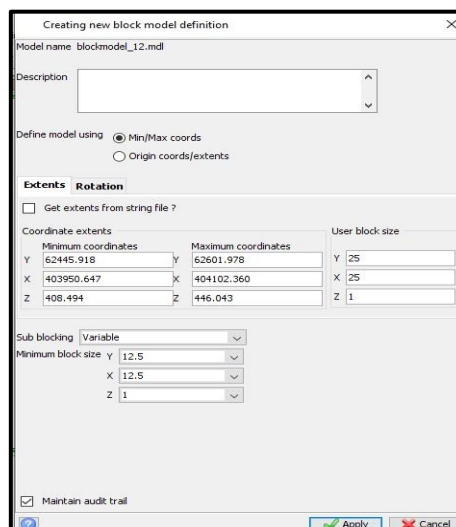 Creating new block model definition
Model name blockmodel_12.mdl
Description
Define model using Min/Max coords
Origin coords/extents
Extents Rotation
Get extents from string file ?
Coordinate extents User block size
Minimum coordinates Maximum coordinates
Y 62445.918 Y 62601.978 Y 25
X 403950.647 X 404102.360 X 25
Z 408.494 Z 446.043 Z 1
Sub blocking Variable
Minimum block size Y 12.5
X 12.5
Z 1
Maintain audit trail
? Apply Cancel